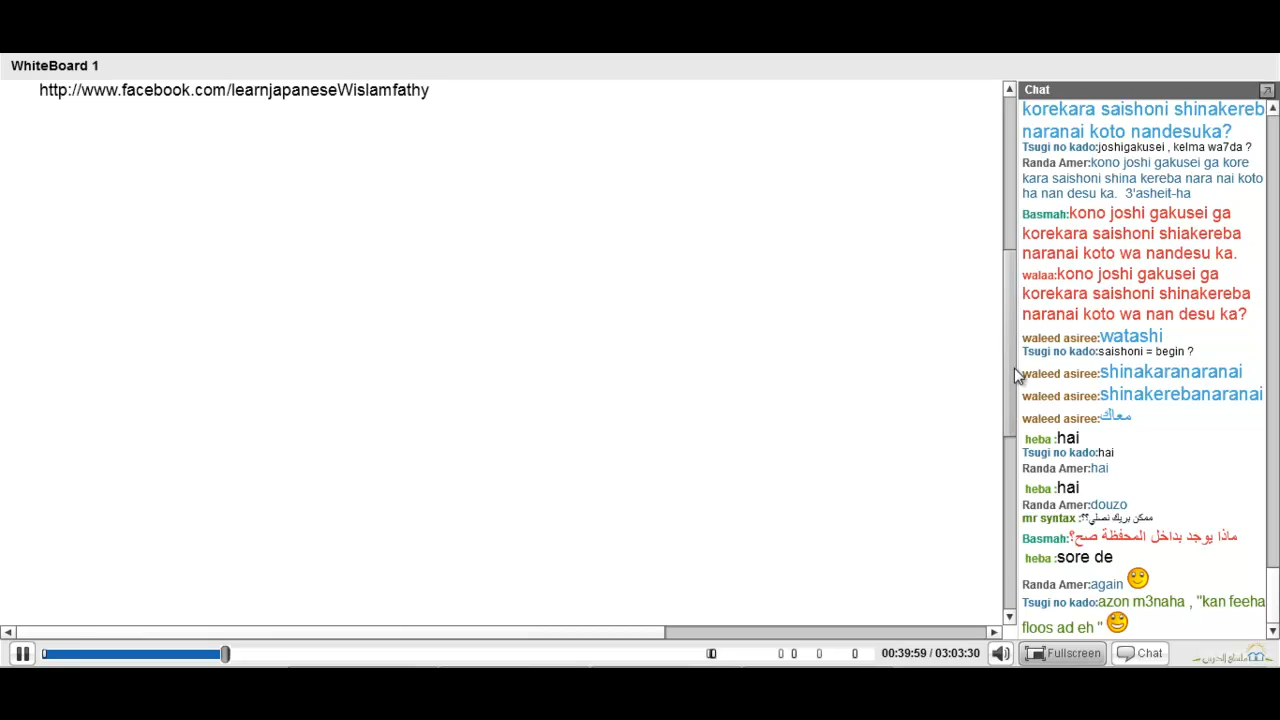 WhiteBoard 1
http://www.facebook.com/learnjapaneseWislamfathy
Chat
korekara saishoni shinakereb
naranai koto nandesuka?
Tsugi no kado:joshigakusei , kelma wa7da ?
Randa Amer:kono joshi gakusei ga kore
kara saishoni shina kereba nara nai koto
ha nan desu ka.  3'asheit-ha
Basmah:kono joshi gakusei ga
korekara saishoni shiakereba
naranai koto wa nandesu ka.
walaa:kono joshi gakusei ga
korekara saishoni shinakereba
naranai koto wa nan desu ka?
waleed asiree:watashi
Tsugi no kado:saishoni = begin ?
waleed asiree:shinakaranaranai
waleed asiree:shinakerebanaranai
waleed asiree:معاك
heba :hai
Tsugi no kado:hai
Randa Amer:hai
heba :hai
Randa Amer:douzo
mr syntax :ممكن بريك نصلي؟؟
Basmah:ماذا يوجد بداخل المحفظة صح؟
heba :sore de
Randa Amer:again
Tsugi no kado:azon m3naha , "kan feeha
floos ad eh "
00:39:59 / 03:03:30
Fullscreen
Chat